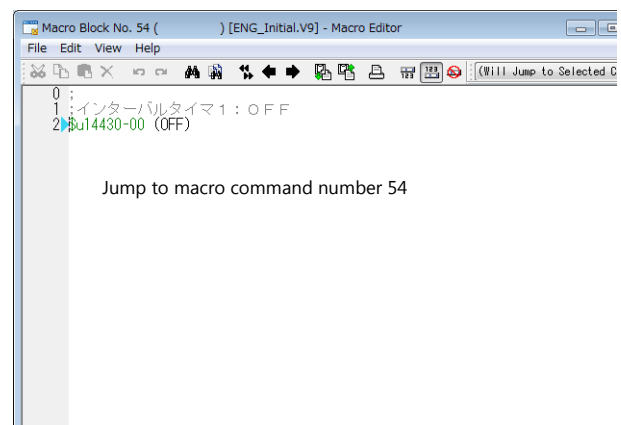 Macro Block No. 54 ( ) [ENG_Initial.V9] - Macro Editor
File Edit View Help
(Will Jump to Selected C
0 ;
1 ;インターバルタイマ1：OFF
2 $u14430-00 (OFF)
Jump to macro command number 54